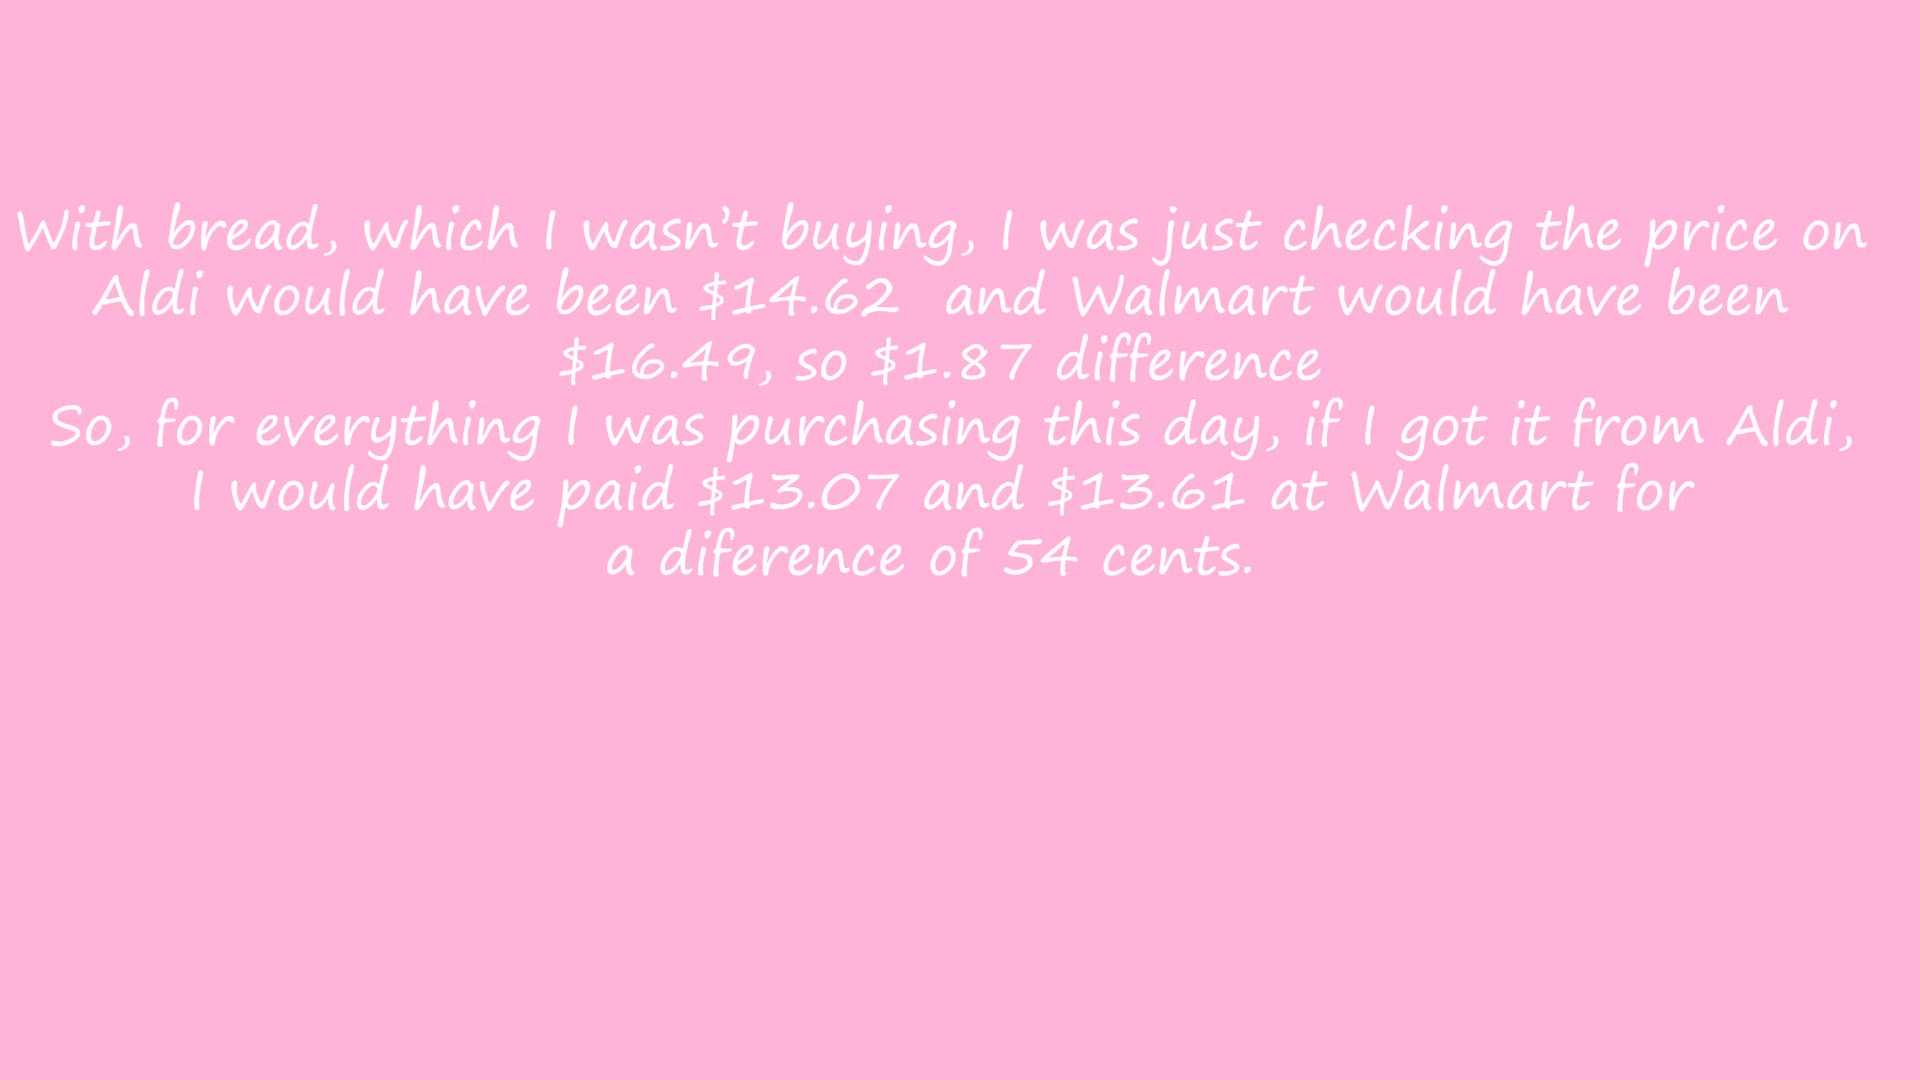 With bread, which I wasn't buying, I was just checking the price on
Aldi would have been $14.62  and Walmart would have been
$16.49, so $1.87 difference
So, for everything I was purchasing this day, if I got it from Aldi,
I would have paid $13.07 and $13.61 at Walmart for
a diference of 54 cents.